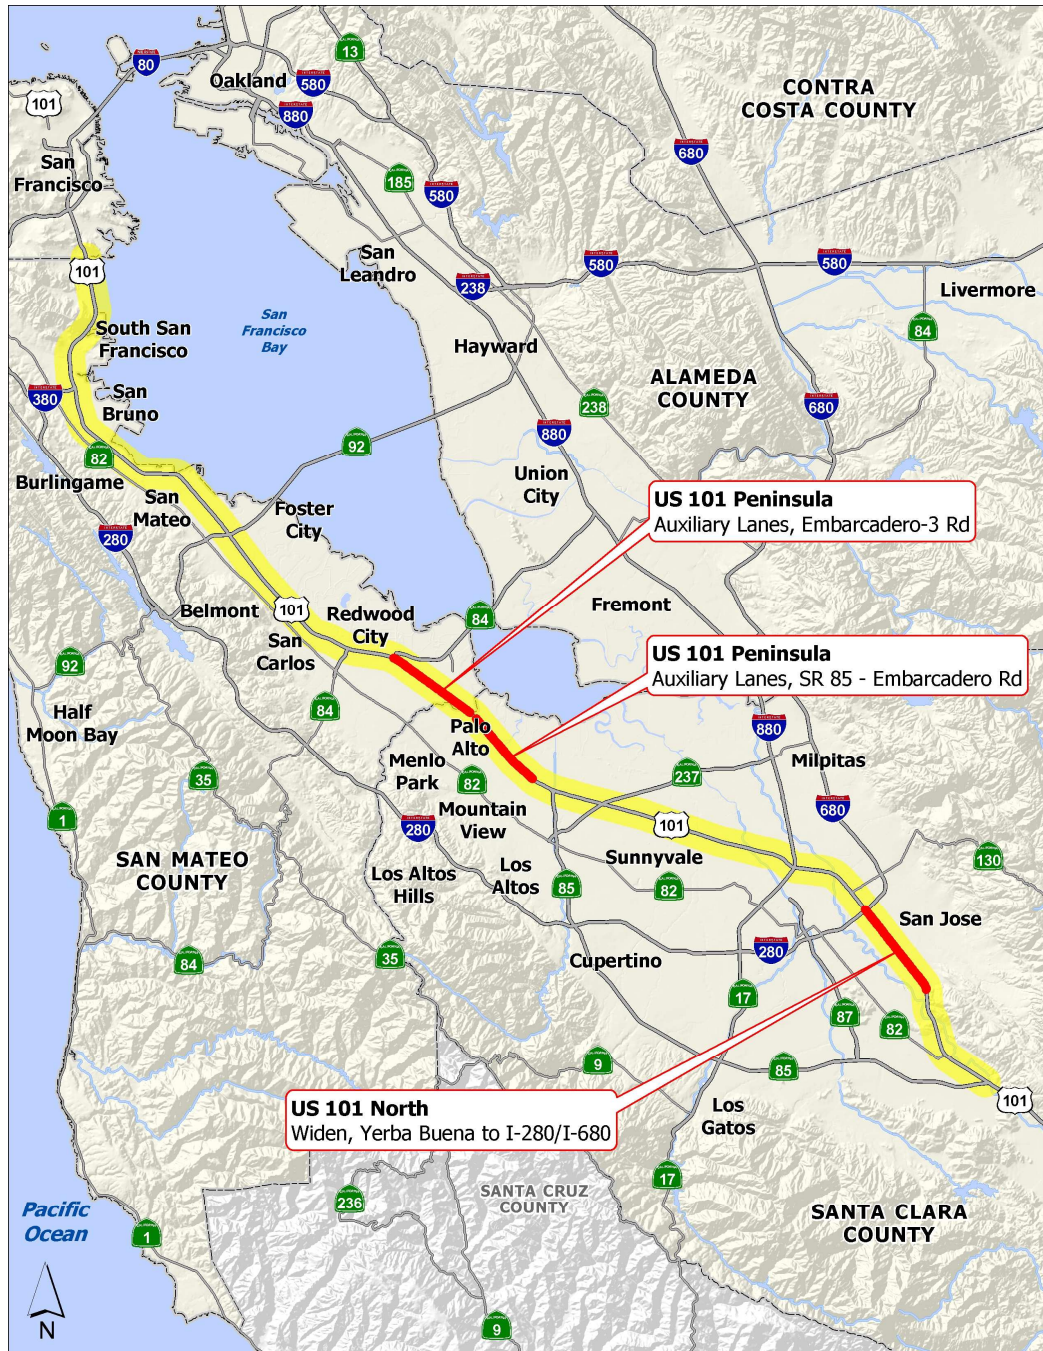 80
13
Oakland
580
CONTRA
COSTA COUNTY
101
880
680
San
Francisco
185
580
San
Leandro
101
580
580
238
Livermore
San
Francisco
Bay
South San
Francisco
84
Hayward
ALAMEDA
COUNTY
380
San
Bruno
238
680
92
880
82
Burlingame
San
Mateo
Union
City
US 101 Peninsula
Auxiliary Lanes, Embarcadero-3 Rd
Foster
City
280
Belmont
101
Redwood
City
84
Fremont
San
Carlos
92
US 101 Peninsula
Auxiliary Lanes, SR 85 - Embarcadero Rd
84
Half
Moon Bay
Palo
Alto
880
Menlo
Park
Milpitas
35
82
237
Mountain
View
680
1
280
101
SAN MATEO
COUNTY
Sunnyvale
130
Los Altos
Hills
Los
Altos
85
82
San Jose
84
35
Cupertino
280
17
87
82
9
85
US 101 North
Widen, Yerba Buena to I-280/I-680
Los
Gatos
101
17
236
SANTA CRUZ
COUNTY
Pacific
Ocean
1
SANTA CLARA
COUNTY
N
9